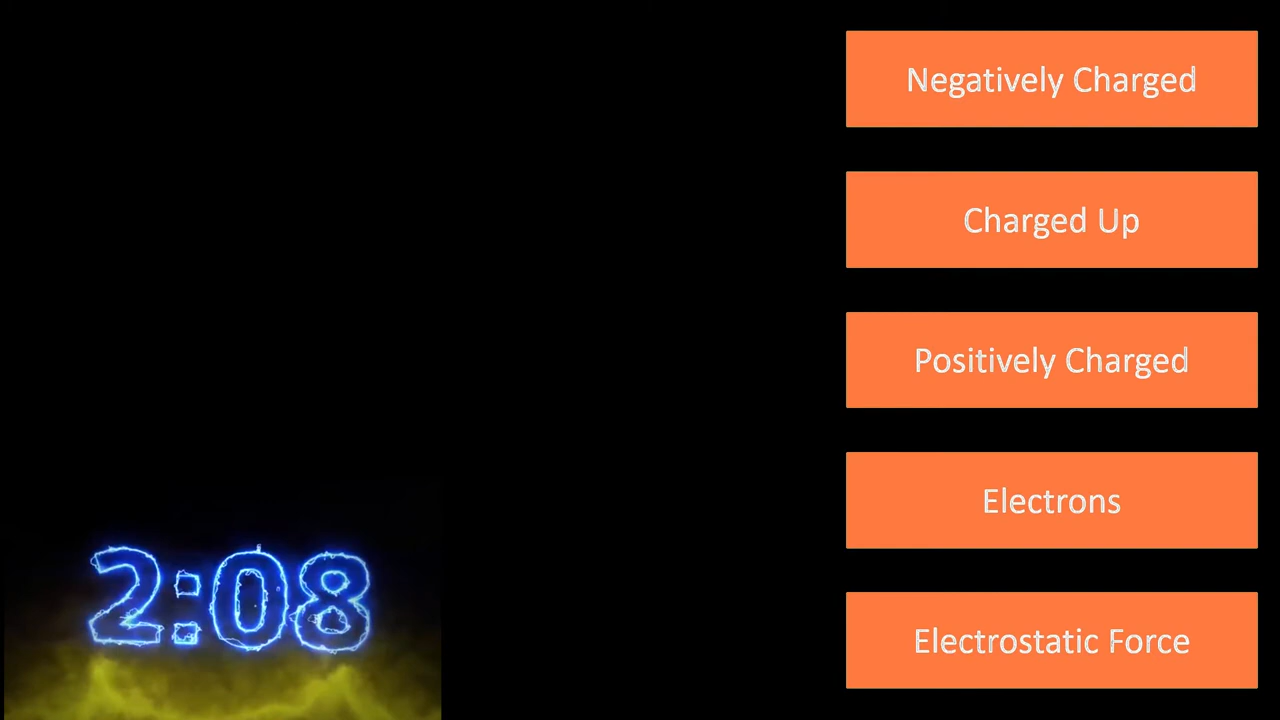 Negatively Charged
Charged Up
Positively Charged
Electrons
Electrostatic Force
2:08